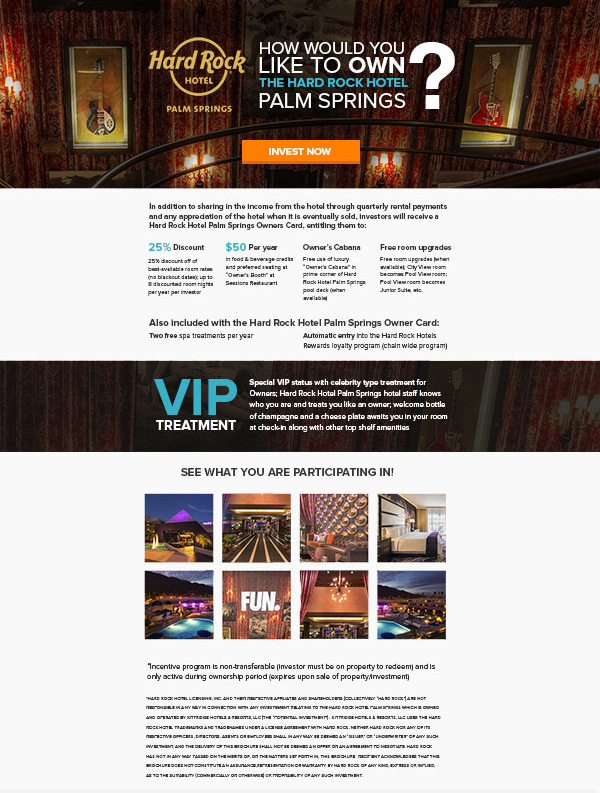 Hard Rock
HOTEL
PALM SPRINGS
HOW WOULD YOU
LIKE TO OWN
THE HARD ROCK HOTEL
PALM SPRINGS
?
INVEST NOW
In addition to sharing in the income from the hotel through quarterly rental payments
and any appreciation of the hotel when it is eventually sold, investors will receive a
Hard Rock Hotel Palm Springs Owners Card, entitling them to:
25% Discount
25% discount off of
best-available room rates
(no blackout dates); up to
8 discounted room nights
per year per investor
$50 Per year
in food & beverage credits
and preferred seating at
"Owner's Booth" at
Sessions Restaurant
Owner's Cabana
Free use of luxury
"Owner's Cabana" in
prime corner of Hard
Rock Hotel Palm Springs
pool deck (when
available)
Free room upgrades
Free room upgrades (when
available); City View room
becomes Pool View room;
Pool View room becomes
Junior Suite, etc.
Also included with the Hard Rock Hotel Palm Springs Owner Card:
Two free spa treatments per year
Automatic entry into the Hard Rock Hotels
Rewards loyalty program (chain wide program)
VIP
TREATMENT
Special VIP status with celebrity type treatment for
Owners; Hard Rock Hotel Palm Springs hotel staff knows
who you are and treats you like an owner; welcome bottle
of champagne and a cheese plate awaits you in your room
at check-in along with other top shelf amenities
SEE WHAT YOU ARE PARTICIPATING IN!
FUN.
*Incentive program is non-transferable (investor must be on property to redeem) and is
only active during ownership period (expires upon sale of property/investment)
*HARD ROCK HOTEL LICENSING, INC. AND THEIR RESPECTIVE AFFILIATES AND SHAREHOLDERS (COLLECTIVELY "HARD ROCK") ARE NOT
RESPONSIBLE IN ANY WAY IN CONNECTION WITH ANY INVESTEMENT RELATING TO THE HARD ROCK HOTEL PALM SPRINGS WHICH IS OWNED
AND OPERATED BY KITTRIDGE HOTELS & RESORTS, LLC (THE "POTENTIAL INVESTMENT"). KITTRIDGE HOTELS & RESORTS, LLC USES THE HARD
ROCK HOTEL TRADEMARKS AND TRADENAMES UNDER A LICENSE AGREEMENT WITH HARD ROCK. NEITHER HARD ROCK NOR ANY OF ITS
RESPECTIVE OFFICERS, DIRECTORS, AGENTS OR EMPLOYEES SHALL IN ANY WAY BE DEEMED AN "ISSUER" OR "UNDERWRITER" OF ANY SUCH
INVESTMENT, AND THE DELIVERY OF THIS BROCHURE SHALL NOT BE DEEMED AN OFFER OR AN AGREEMENT TO NEGOTIATE. HARD ROCK
HAS NOT IN ANY WAY PASSED ON THE MERITS OF, OR THE MATTERS SET FORTH IN, THIS BROCHURE. RECIPIENT ACKNOWLEDGES THAT THIS
BROCHURE DOES NOT CONSTITUTE AN ASSURANCE, REPRESENTATION OR WARRANTY BY HARD ROCK OF ANY KIND, EXPRESS OR IMPLIED,
AS TO THE SUITABILITY (COMMERCIALLY OR OTHERWISE) OR PROFITABILITY OF ANY SUCH INVESTMENT.